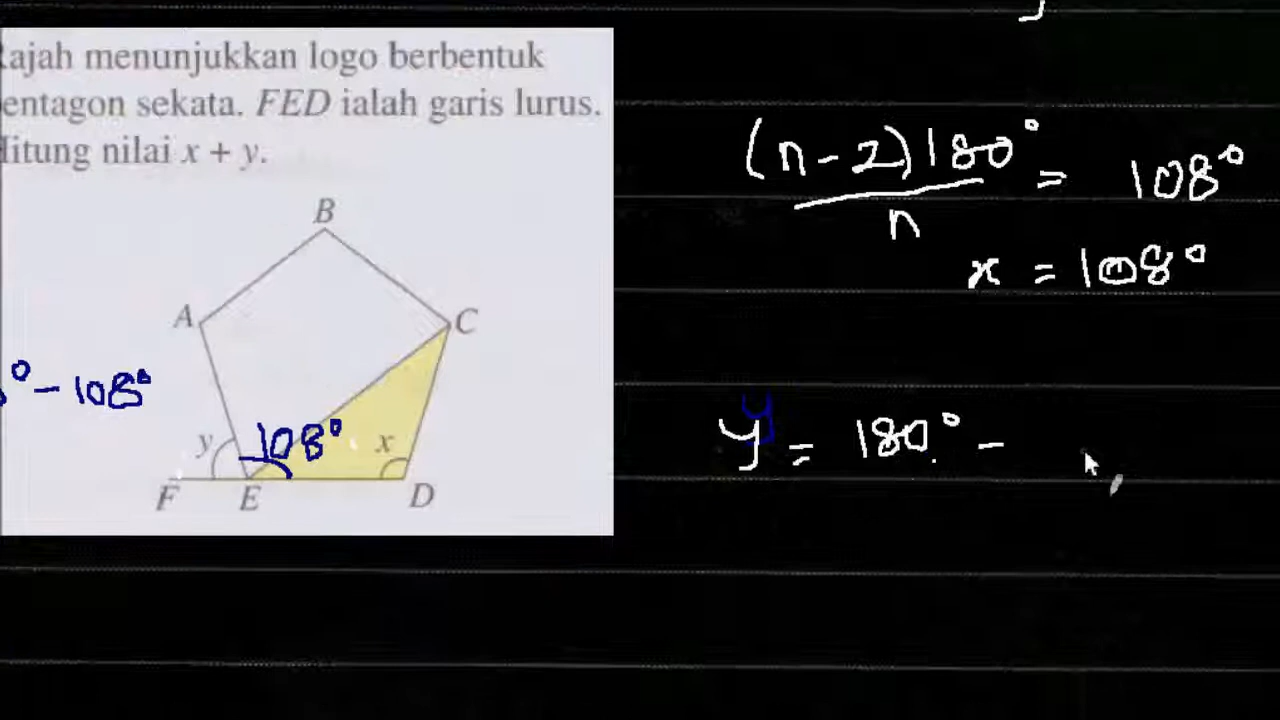 ajah menunjukkan logo berbentuk
entagon sekata. FED ialah garis lurus.
itung nilai x + y.
B
A
C
° – 108°
y
108°
x
F
E
D
(n – 2)180°
n
= 108°
x = 108°
y
y = 180° –